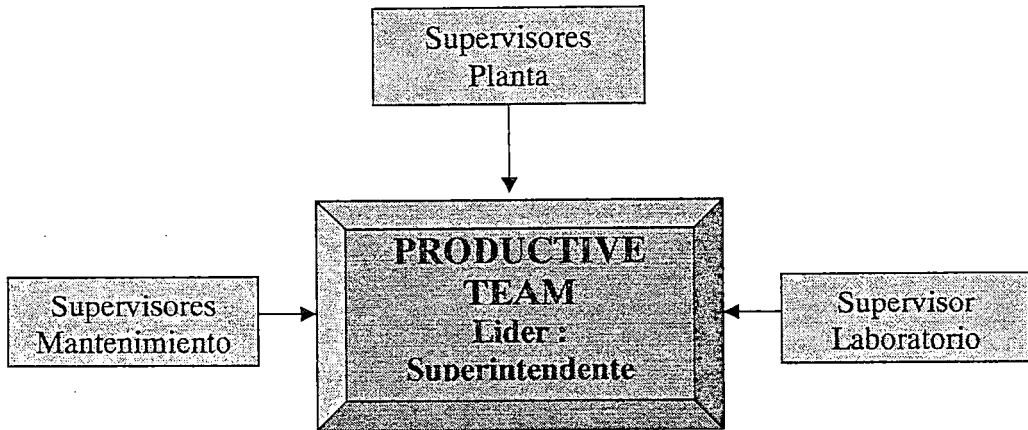 Supervisores
Planta
PRODUCTIVE
TEAM
Lider :
Superintendente
Supervisores
Mantenimiento
Supervisor
Laboratorio